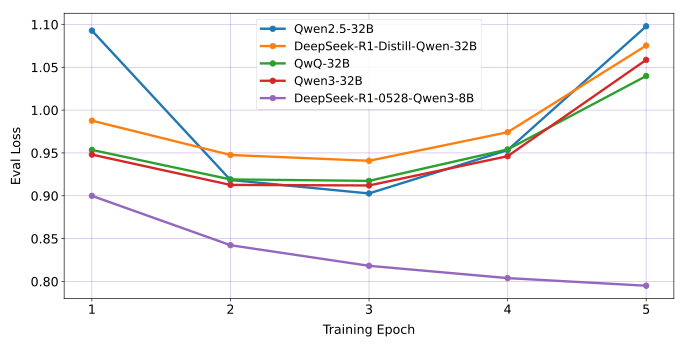 1.10
1.05
1.00
0.95
0.90
0.85
0.80
Eval Loss
Qwen2.5-32B
DeepSeek-R1-Distill-Qwen-32B
QwQ-32B
Qwen3-32B
DeepSeek-R1-0528-Qwen3-8B
1 2 3 4 5
Training Epoch